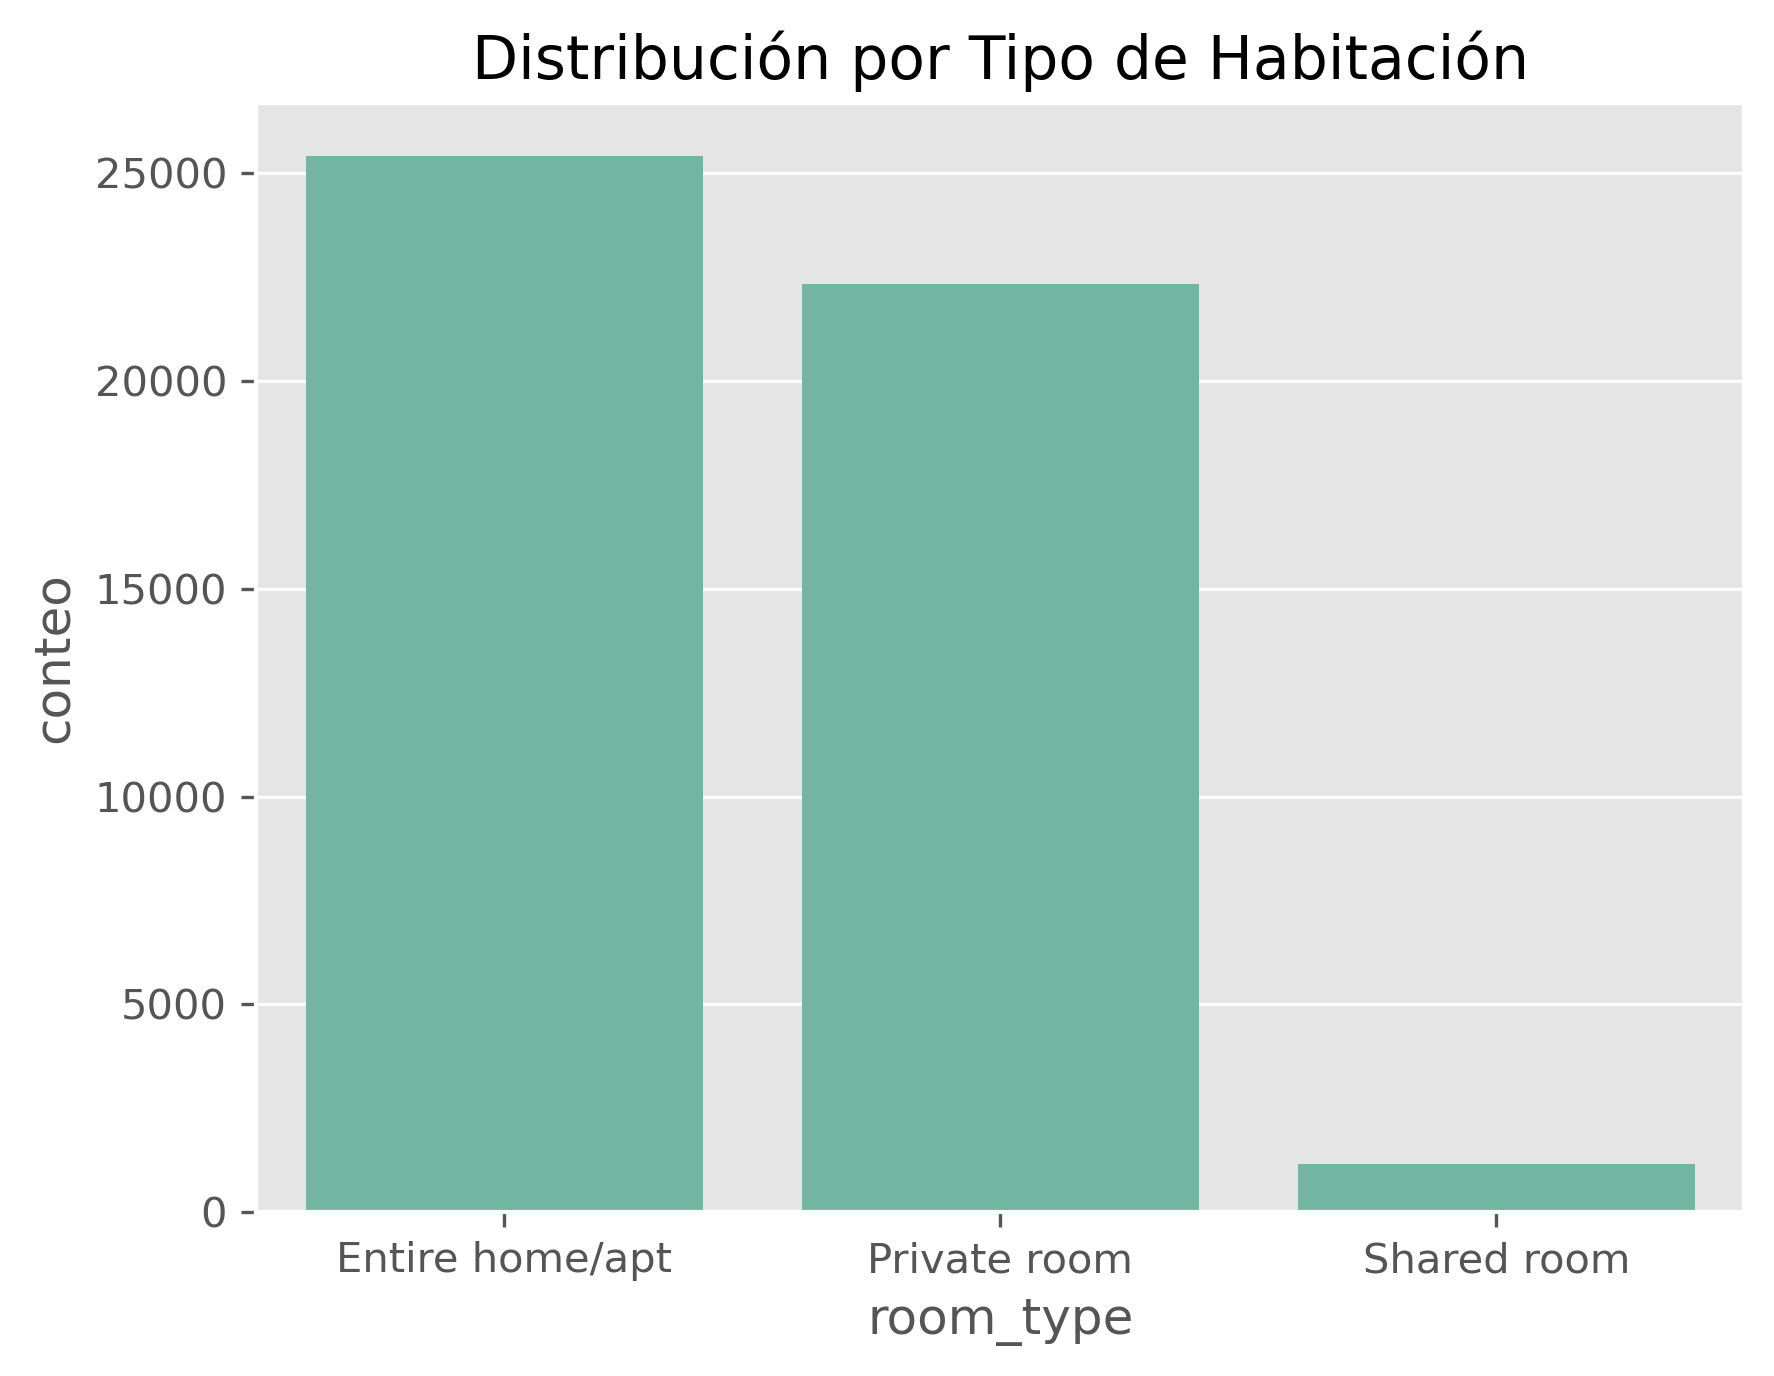 Distribución por Tipo de Habitación
25000
20000
15000
10000
5000
0
conteo
Entire home/apt
Private room
Shared room
room_type